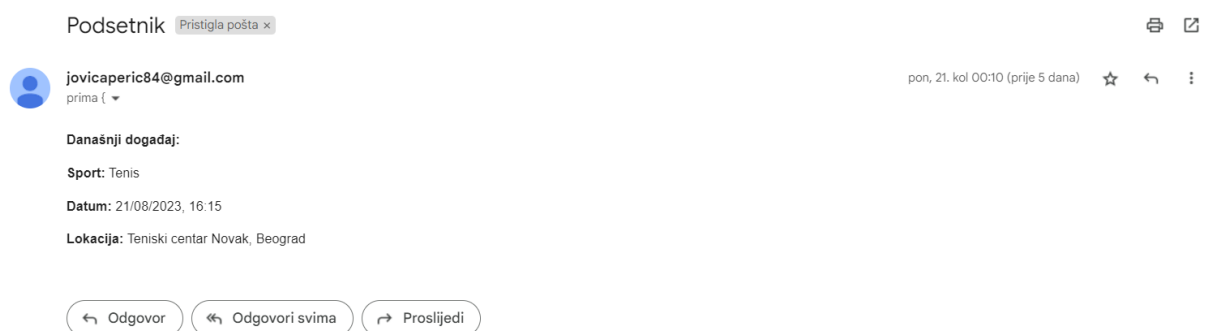 Podsetnik Pristigla pošta ×
jovicaperic84@gmail.com pon, 21. kol 00:10 (prije 5 dana)
prima {
Današnji događaj:
Sport: Tenis
Datum: 21/08/2023, 16:15
Lokacija: Teniski centar Novak, Beograd
Odgovor Odgovori svima Proslijedi